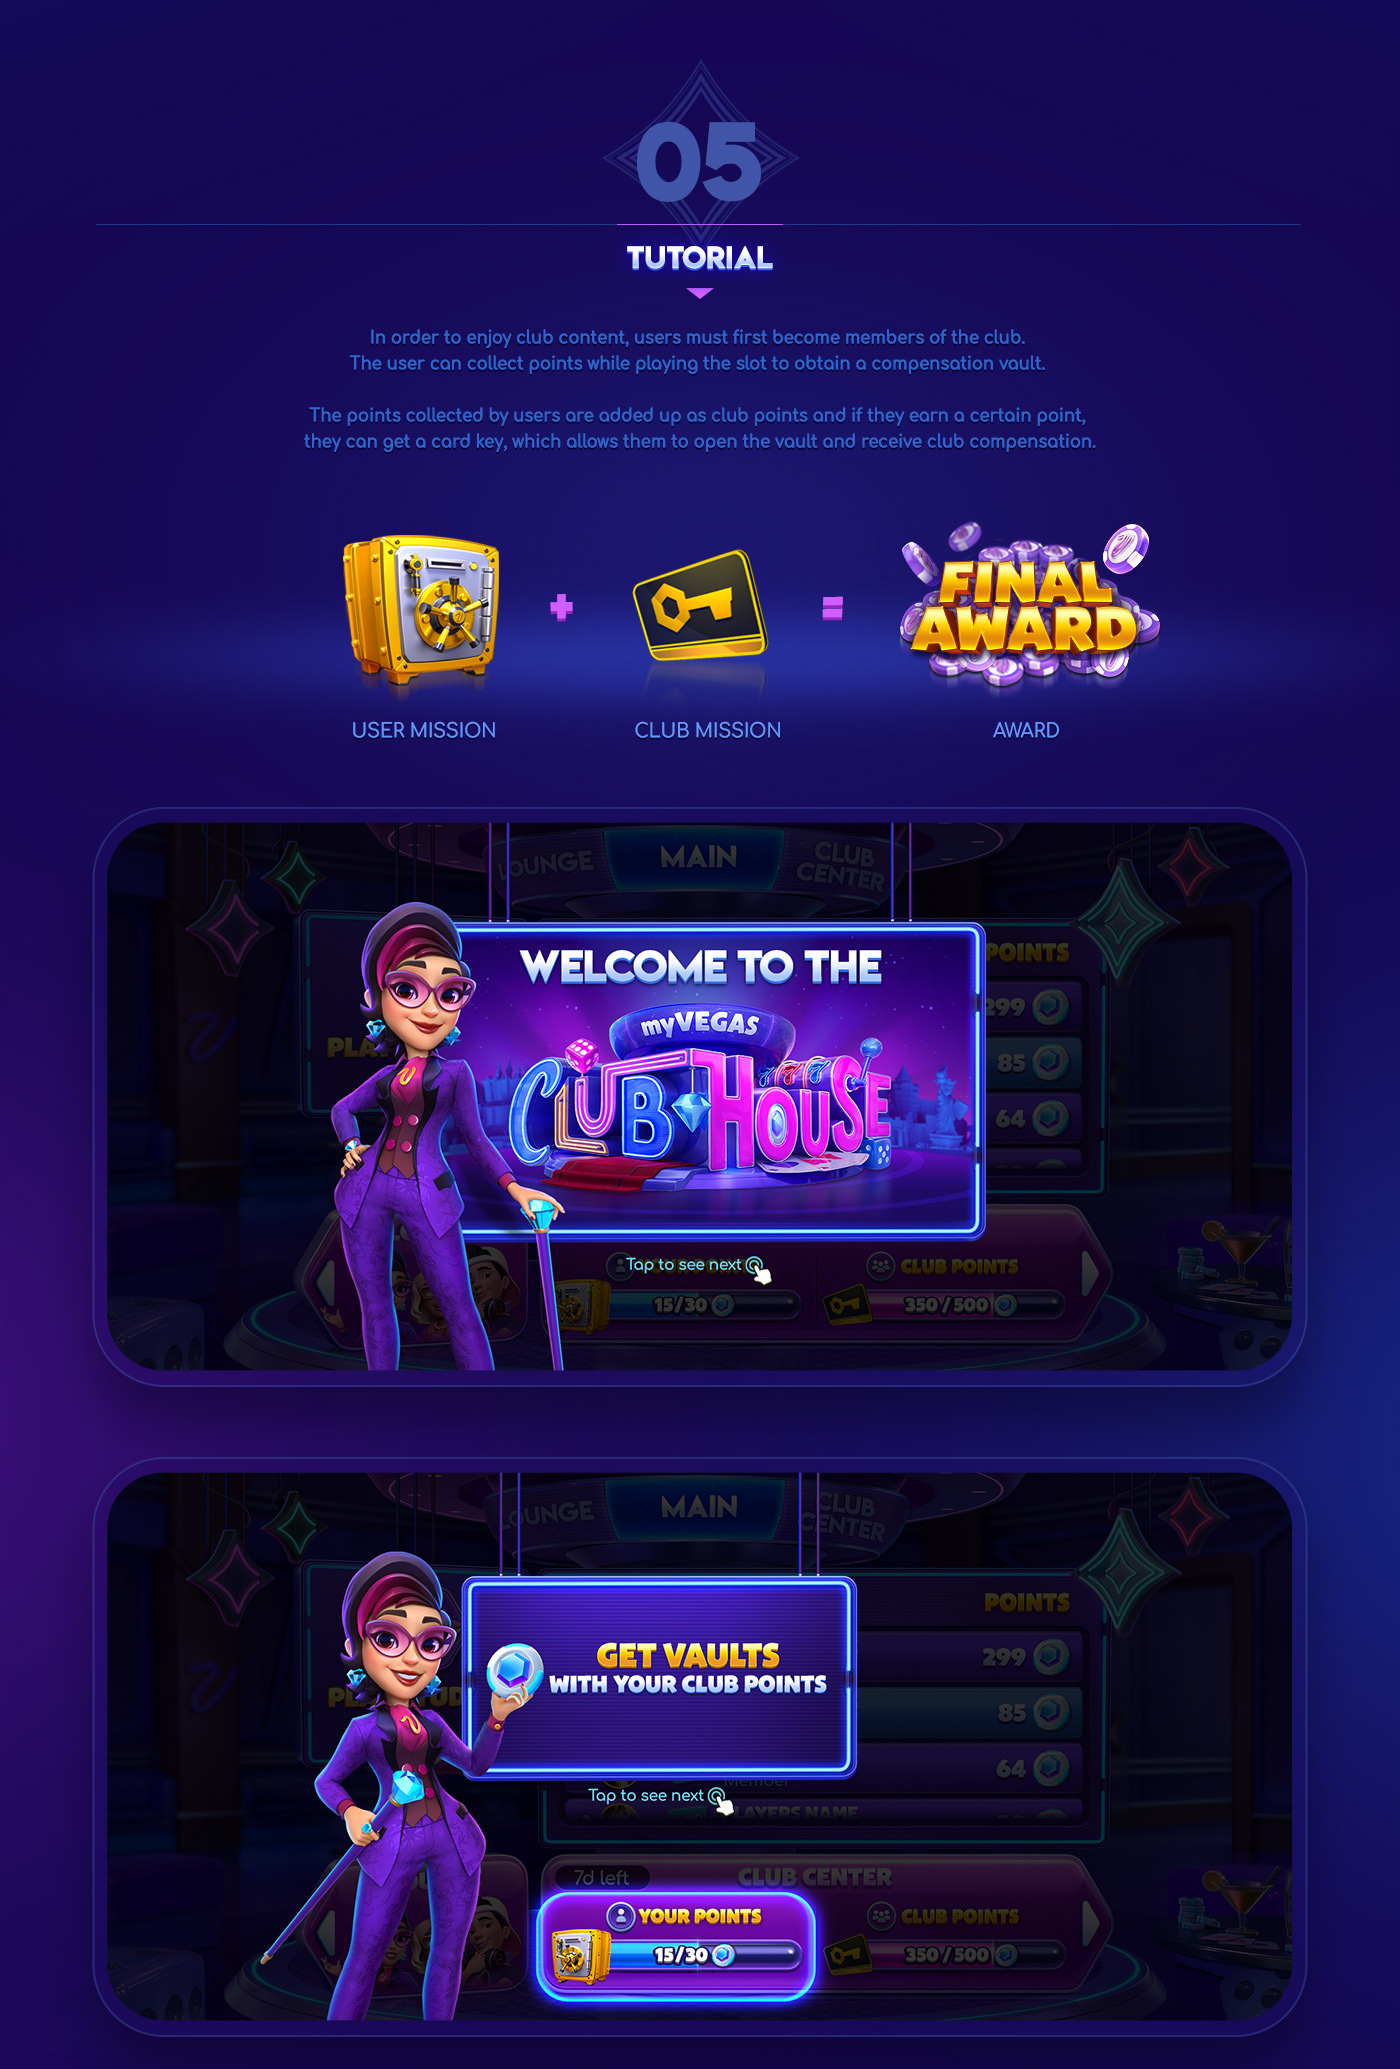 05
TUTORIAL
In order to enjoy club content, users must first become members of the club.
The user can collect points while playing the slot to obtain a compensation vault.
The points collected by users are added up as club points and if they earn a certain point,
they can get a card key, which allows them to open the vault and receive club compensation.
FINAL
AWARD
USER MISSION
CLUB MISSION
AWARD
LOUNGE
MAIN
CLUB
CENTER
WELCOME TO THE
myVEGAS
CLUB HOUSE
777
POINTS
299
85
64
Tap to see next
CLUB POINTS
15/30
350/500
LOUNGE
MAIN
CLUB
CENTER
GET VAULTS
WITH YOUR CLUB POINTS
POINTS
299
85
64
Member
Tap to see next
PLAYERS NAME
7d left
CLUB CENTER
YOUR POINTS
15/30
CLUB POINTS
350/500